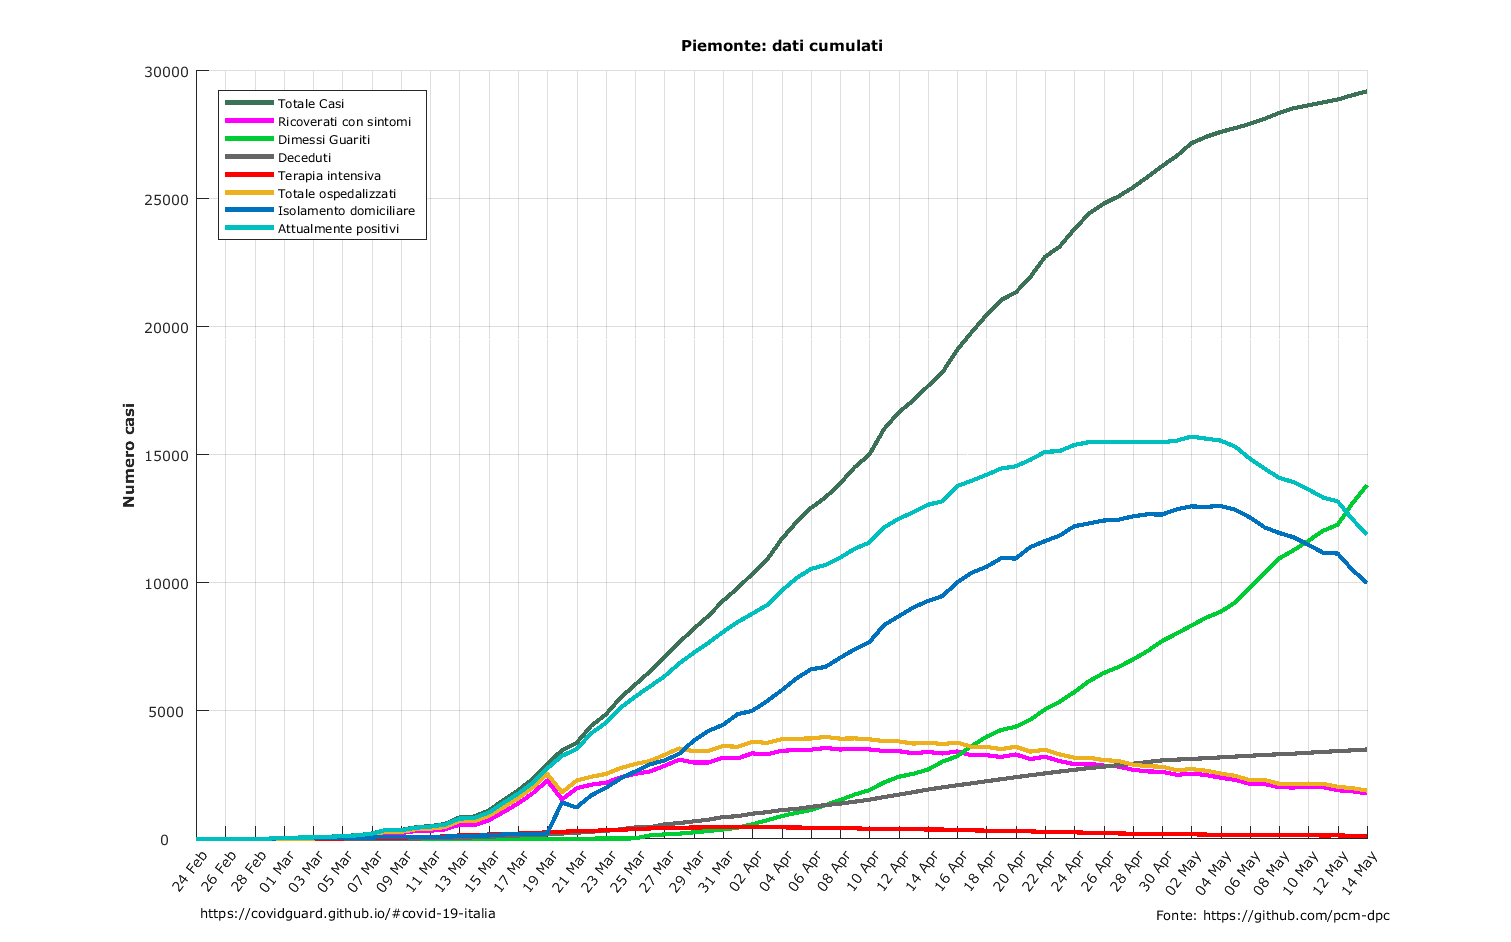 Piemonte: dati cumulati
30000
25000
20000
15000
10000
5000
0
Numero casi
Totale Casi
Ricoverati con sintomi
Dimessi Guariti
Deceduti
Terapia intensiva
Totale ospedalizzati
Isolamento domiciliare
Attualmente positivi
24 Feb
26 Feb
28 Feb
01 Mar
03 Mar
05 Mar
07 Mar
09 Mar
11 Mar
13 Mar
15 Mar
17 Mar
19 Mar
21 Mar
23 Mar
25 Mar
27 Mar
29 Mar
31 Mar
02 Apr
04 Apr
06 Apr
08 Apr
10 Apr
12 Apr
14 Apr
16 Apr
18 Apr
20 Apr
22 Apr
24 Apr
26 Apr
28 Apr
30 Apr
02 May
04 May
06 May
08 May
10 May
12 May
14 May
https://covidguard.github.io/#covid-19-italia
Fonte: https://github.com/pcm-dpc